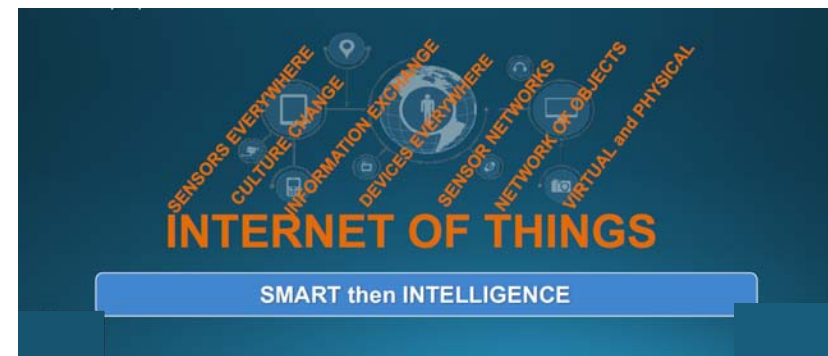 SENSORS EVERYWHERE
CULTURE CHANGE
INFORMATION EXCHANGE
DEVICES EVERYWHERE
SENSOR NETWORKS
NETWORK OF OBJECTS
VIRTUAL and PHYSICAL
INTERNET OF THINGS
SMART then INTELLIGENCE